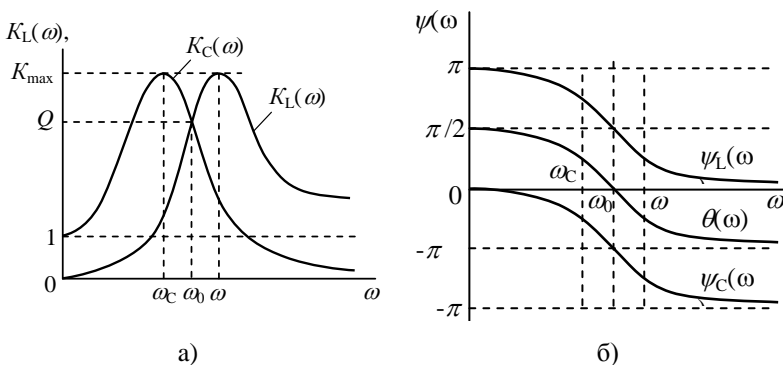 K_L(ω),
K_C(ω)
K_max
K_L(ω)
Q
1
0
ω_C ω_0 ω ω
а)
ψ(ω
π
π/2
0
-π
-π
ω_C
ω_0
ω
ω
ψ_L(ω
θ(ω)
ψ_C(ω
б)